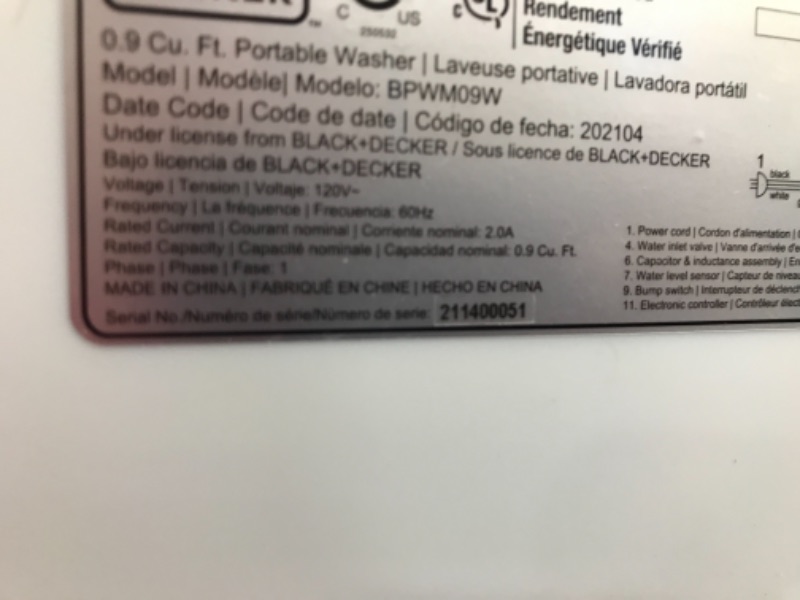 C US
250502
C
Rendement
Énergétique Vérifié
0.9 Cu. Ft. Portable Washer | Laveuse portative | Lavadora portátil
Model | Modèle| Modelo: BPWM09W
Date Code | Code de date | Código de fecha: 202104
Under license from BLACK+DECKER / Sous licence de BLACK+DECKER
Bajo licencia de BLACK+DECKER
Voltage | Tension | Voltaje: 120V~
Frequency | La fréquence | Frecuencia: 60Hz
Rated Current | Courant nominal | Corriente nominal: 2.0A
Rated Capacity | Capacité nominale | Capacidad nominal: 0.9 Cu. Ft.
Phase | Phase | Fase: 1
MADE IN CHINA | FABRIQUÉ EN CHINE | HECHO EN CHINA
Serial No./Numéro de série/Número de serie: 211400051
1
black
white
1. Power cord | Cordon d'alimentation |
4. Water inlet valve | Vanne d'arrivée d'e
6. Capacitor & inductance assembly | En
7. Water level sensor | Capteur de niveau
9. Bump switch | Interrupteur de déclench
11. Electronic controller | Contrôleur élect